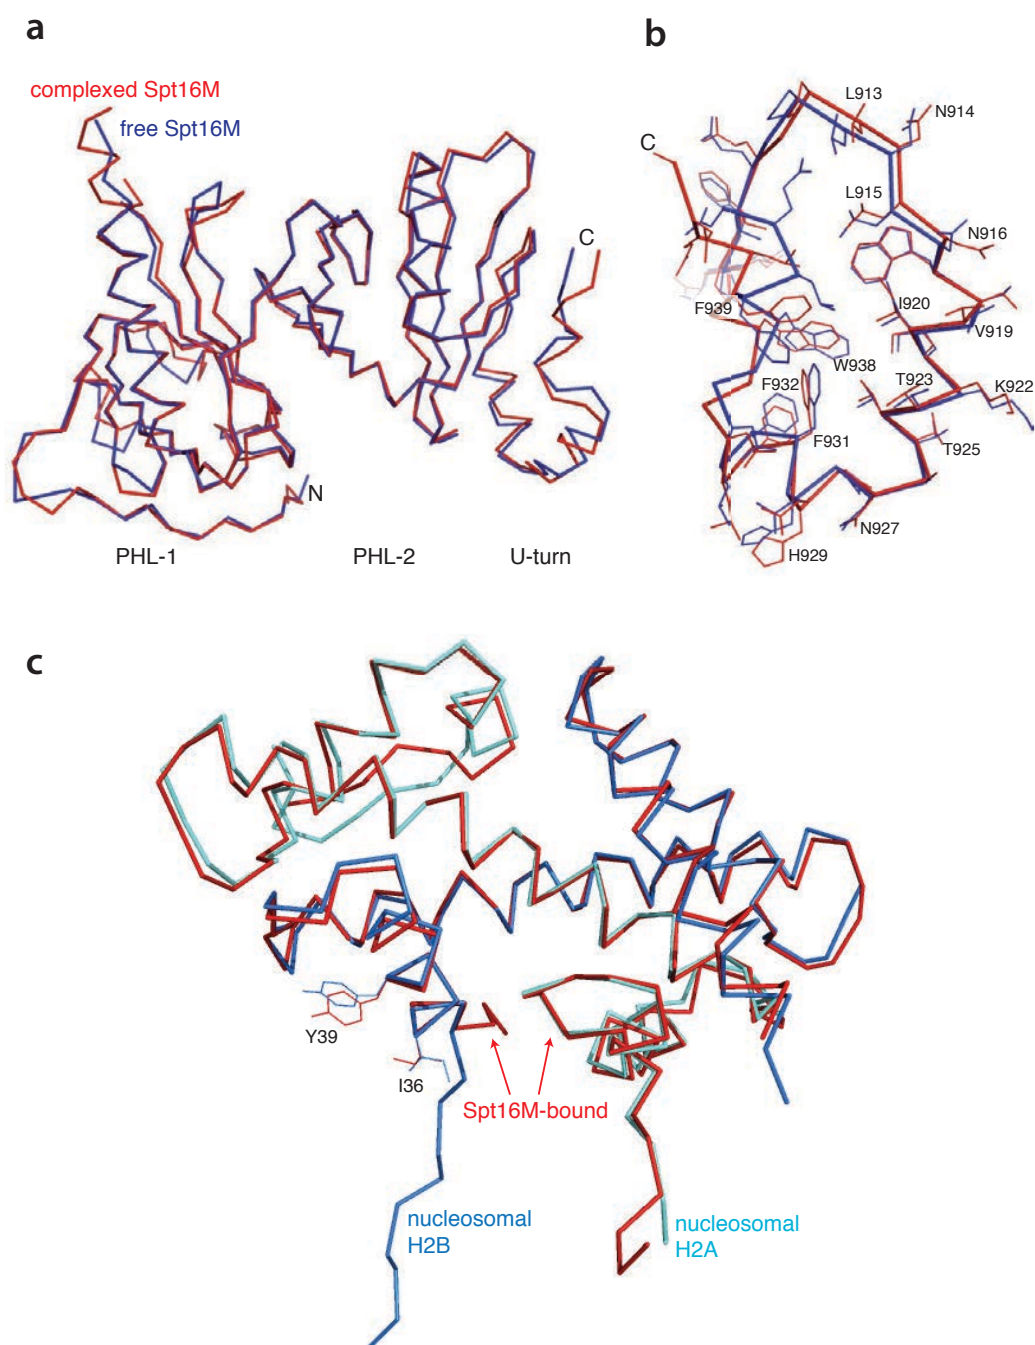 a
complexed Spt16M
free Spt16M
C
N
PHL-1
PHL-2
U-turn
b
L913
N914
C
L915
N916
I920
F939
V919
W938
F932
T923
K922
F931
T925
N927
H929
c
Y39
I36
Spt16M-bound
nucleosomal
H2B
nucleosomal
H2A